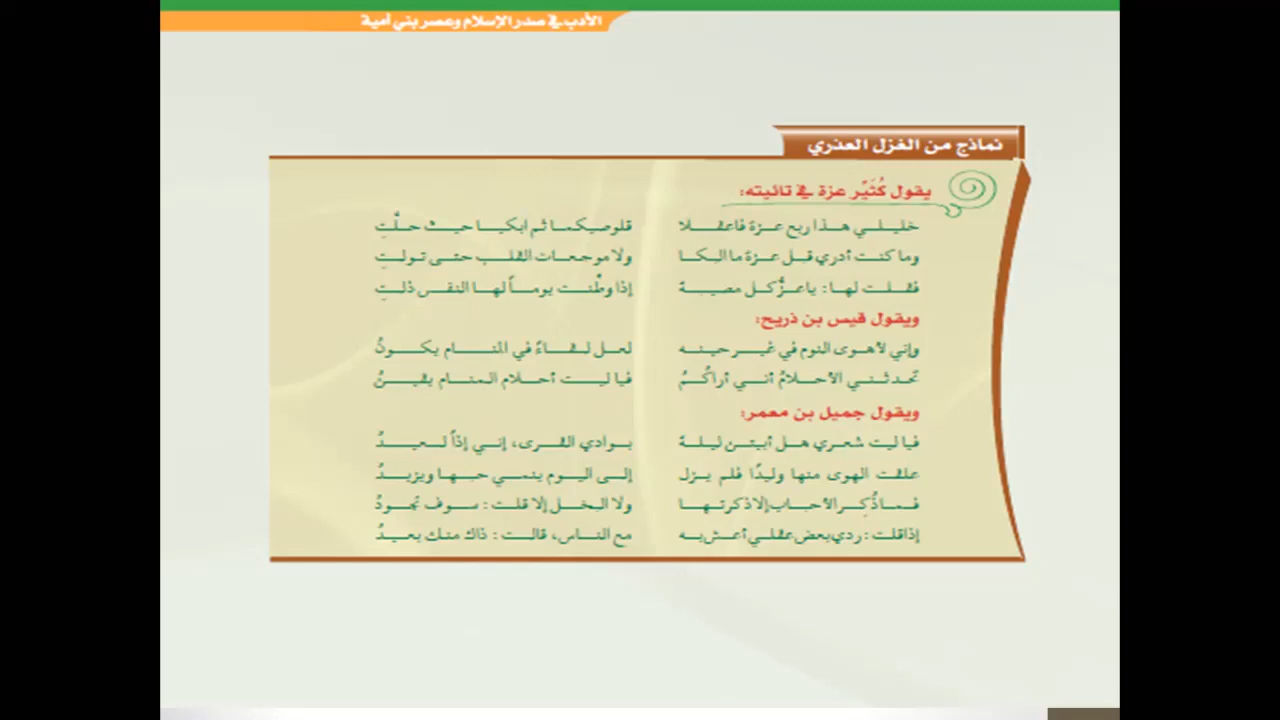 الأدب في صدر الإسلام وعصر بني أمية
نماذج من الغزل العذري
يقول كُثَيِّر عزة في تائيته:
خليلي هذا ربع عزة فاعقلا قلوصيكما ثم ابكيا حيث حلَّتِ
وما كنت أدري قبل عزة ما البكا ولا موجعات القلب حتى تولتِ
فقلت لها: يا عزُّ كل مصيبة إذا وطِّنت يوماً لها النفس ذلتِ
ويقول قيس بن ذريح:
وإني لأهوى النوم في غير حينه لعل لقاءً في المنام يكونُ
تحدثني الأحلامُ أني أراكُمُ فيا ليت أحلام المنام يقينُ
ويقول جميل بن معمر:
فيا ليت شعري هل أبيتن ليلة بوادي القرى، إني إذاً لسعيدُ
علقت الهوى منها وليدًا فلم يزل إلى اليوم ينمي حبها ويزيدُ
فما ذُكِر الأحباب إلا ذكرتها ولا البخل إلا قلت: سوف تجودُ
إذا قلت: ردي بعض عقلي أعش به مع الناس، قالت: ذاك منك بعيدُ